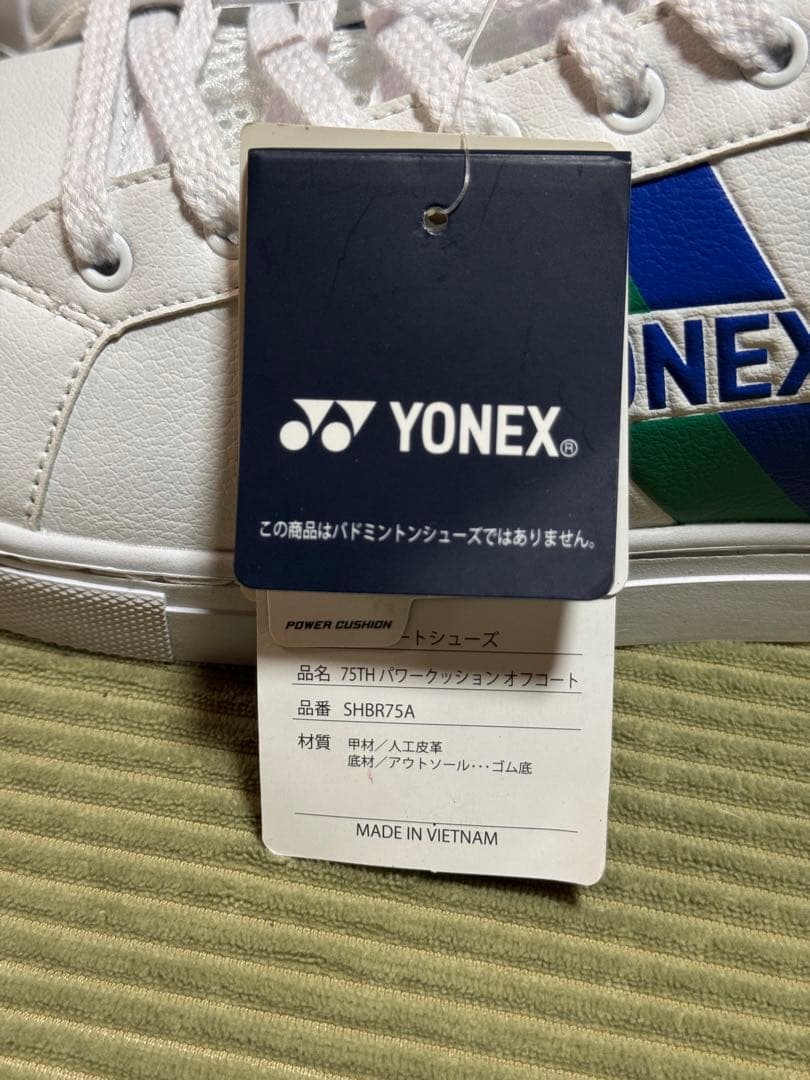 YONEX®
この商品はバドミントンシューズではありません。
ONEX
POWER CUSHION
ートシューズ
品名 75TH パワークッション オフコート
品番 SHBR75A
材質 甲材/人工皮革
底材/アウトソール･･･ゴム底
MADE IN VIETNAM